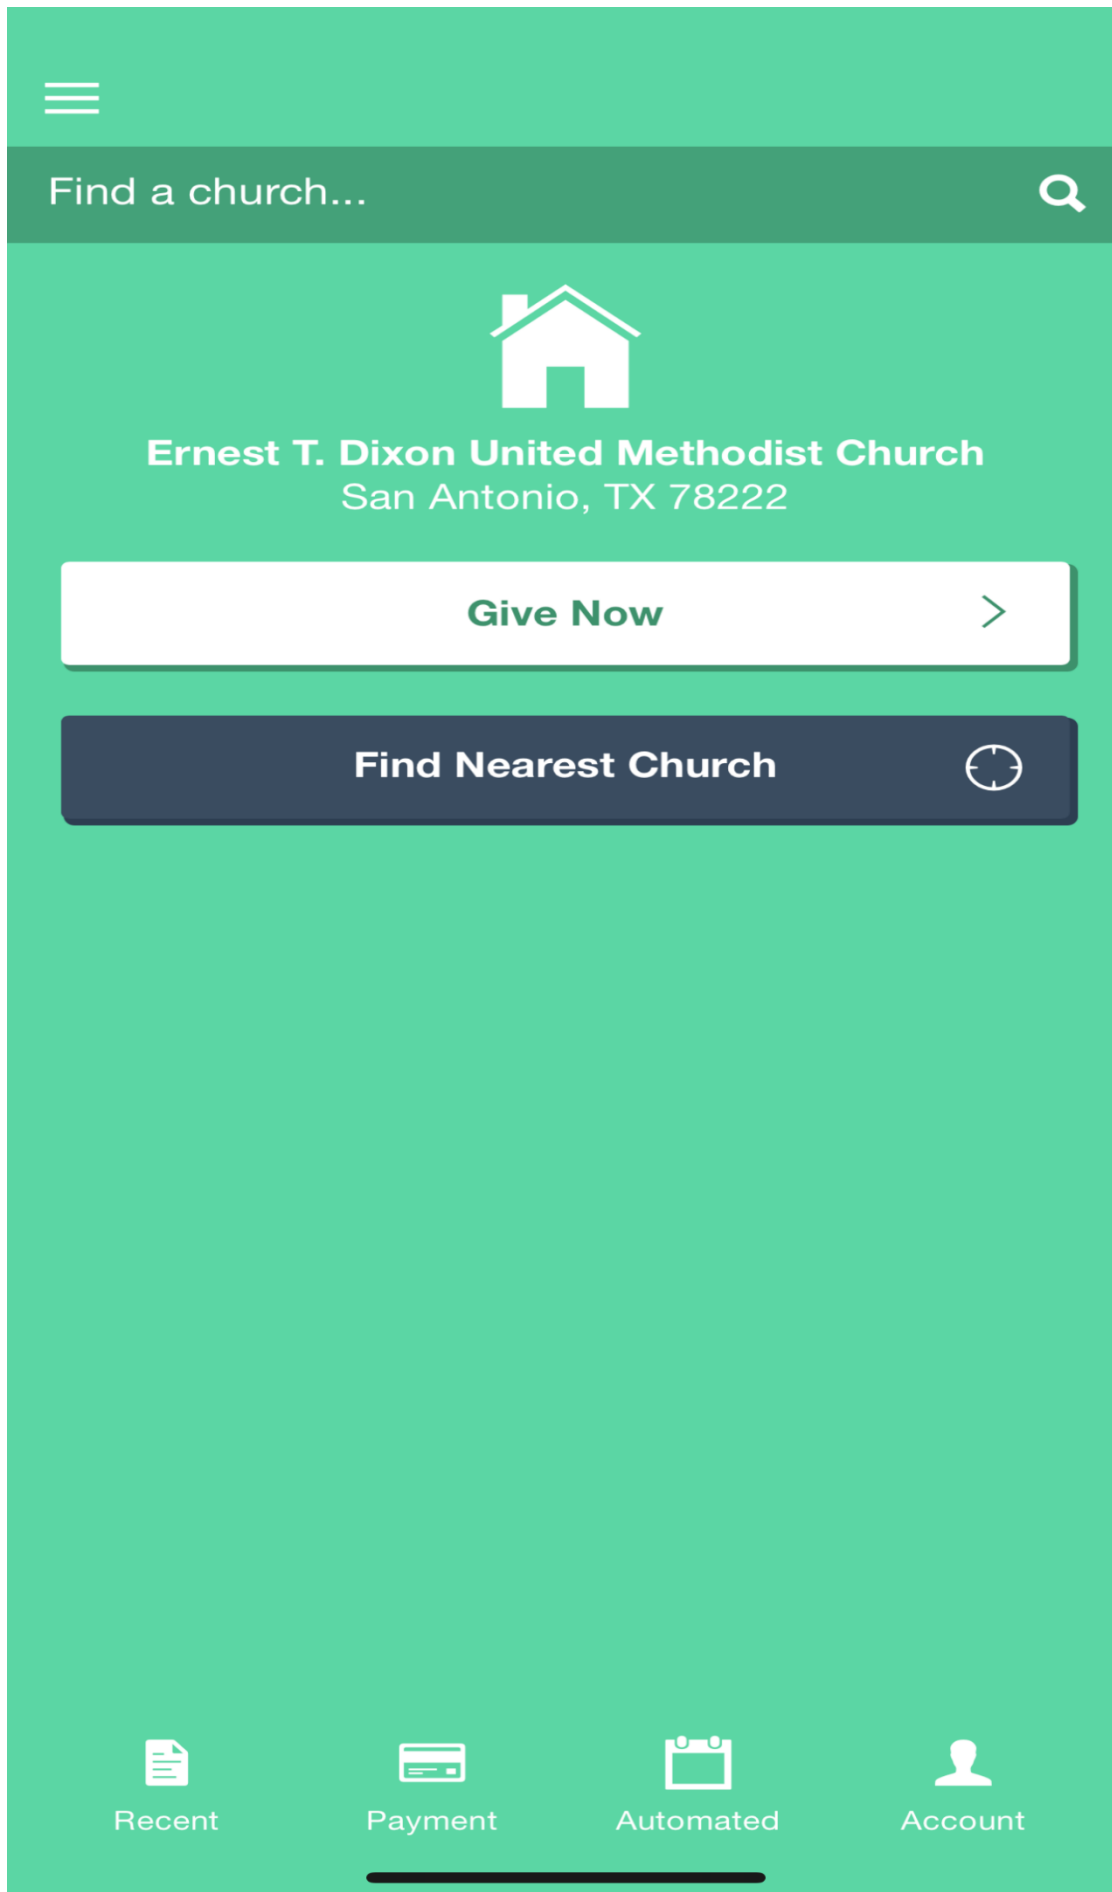 Find a church...
Ernest T. Dixon United Methodist Church
San Antonio, TX 78222
Give Now
Find Nearest Church
Recent
Payment
Automated
Account